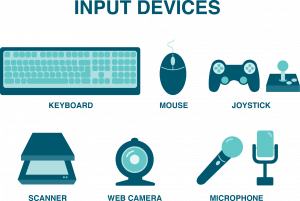 INPUT DEVICES
KEYBOARD
MOUSE
JOYSTICK
SCANNER
WEB CAMERA
MICROPHONE